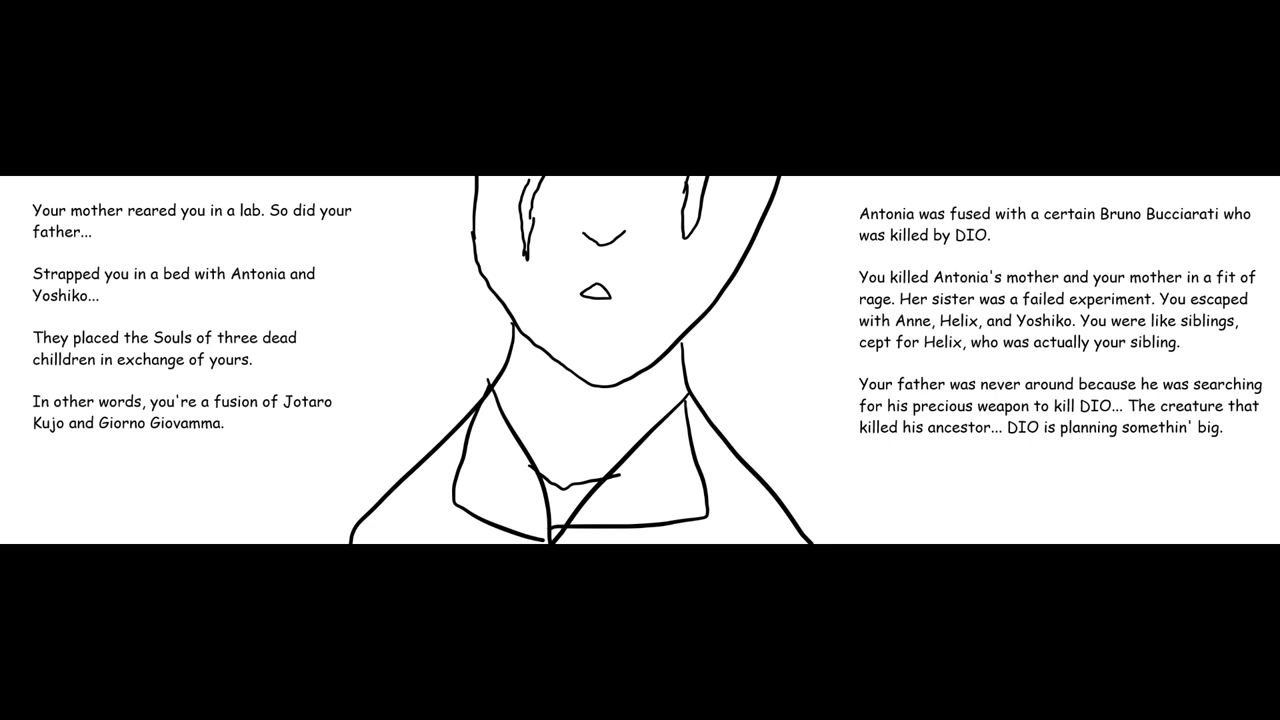 Your mother reared you in a lab. So did your
father...
Strapped you in a bed with Antonia and
Yoshiko...
They placed the Souls of three dead
chilldren in exchange of yours.
In other words, you're a fusion of Jotaro
Kujo and Giorno Giovamma.
Antonia was fused with a certain Bruno Bucciarati who
was killed by DIO.
You killed Antonia's mother and your mother in a fit of
rage. Her sister was a failed experiment. You escaped
with Anne, Helix, and Yoshiko. You were like siblings,
cept for Helix, who was actually your sibling.
Your father was never around because he was searching
for his precious weapon to kill DIO... The creature that
killed his ancestor... DIO is planning somethin' big.